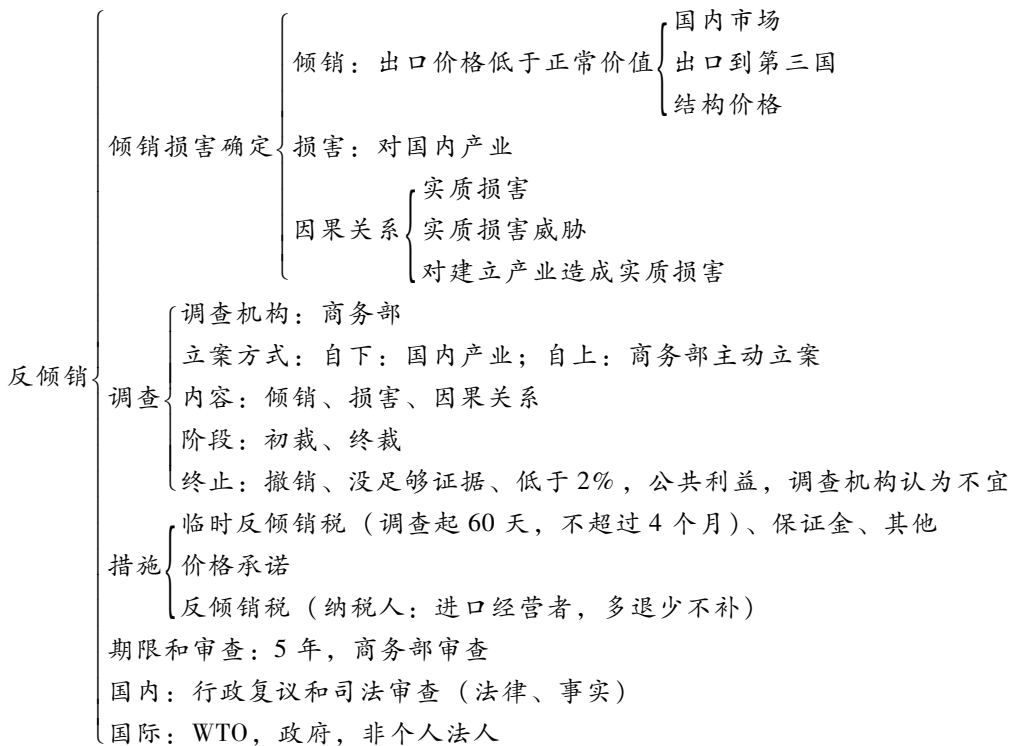 国内市场
倾销：出口价格低于正常价值
出口到第三国
结构价格
倾销损害确定
损害：对国内产业
实质损害
因果关系
实质损害威胁
对建立产业造成实质损害
调查机构：商务部
立案方式：自下：国内产业；自上：商务部主动立案
反倾销
调查
内容：倾销、损害、因果关系
阶段：初裁、终裁
终止：撤销、没足够证据、低于2%，公共利益，调查机构认为不宜
临时反倾销税（调查起60天，不超过4个月）、保证金、其他
措施
价格承诺
反倾销税（纳税人：进口经营者，多退少不补）
期限和审查：5年，商务部审查
国内：行政复议和司法审查（法律、事实）
国际：WTO，政府，非个人法人